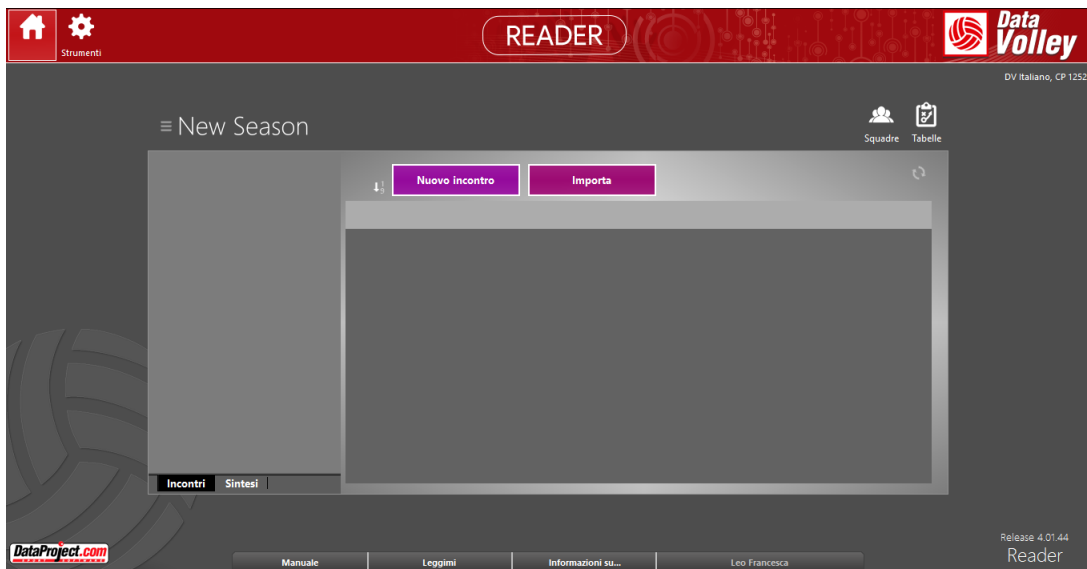 Strumenti
READER
Data
Volley
DV Italiano, CP 1252
New Season
Squadre
Tabelle
Nuovo incontro
Importa
Incontri
Sintesi
DataProject.com
Manuale
Leggimi
Informazioni su...
Leo Francesca
Release 4.01.44
Reader